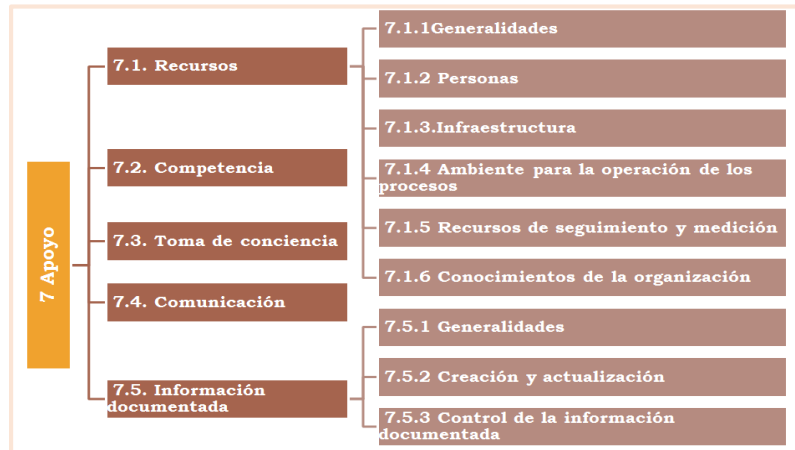 7 Apoyo
7.1. Recursos
7.1.1Generalidades
7.1.2 Personas
7.1.3.Infraestructura
7.1.4 Ambiente para la operación de los
procesos
7.1.5 Recursos de seguimiento y medición
7.1.6 Conocimientos de la organización
7.2. Competencia
7.3. Toma de conciencia
7.4. Comunicación
7.5. Información
documentada
7.5.1 Generalidades
7.5.2 Creación y actualización
7.5.3 Control de la información
documentada